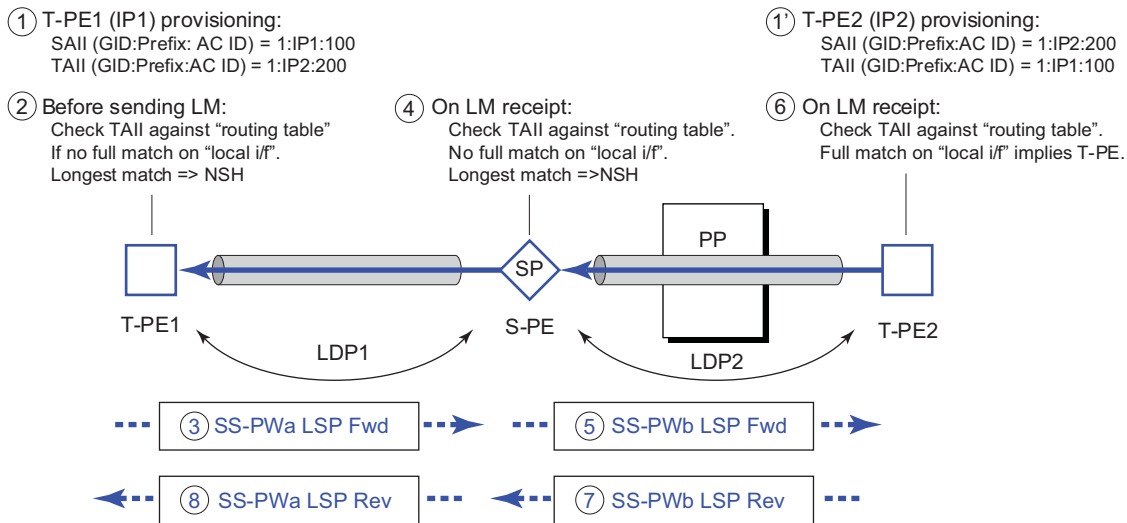 1 T-PE1 (IP1) provisioning:
SAII (GID:Prefix: AC ID) = 1:IP1:100
TAII (GID:Prefix:AC ID) = 1:IP2:200
1’ T-PE2 (IP2) provisioning:
SAII (GID:Prefix:AC ID) = 1:IP2:200
TAII (GID:Prefix:AC ID) = 1:IP1:100
2 Before sending LM:
Check TAII against “routing table”
If no full match on “local i/f”.
Longest match => NSH
4 On LM receipt:
Check TAII against “routing table”.
No full match on “local i/f”.
Longest match =>NSH
6 On LM receipt:
Check TAII against “routing table”.
Full match on “local i/f” implies T-PE.
PP
SP
T-PE1
S-PE
T-PE2
LDP1
LDP2
3 SS-PWa LSP Fwd
5 SS-PWb LSP Fwd
8 SS-PWa LSP Rev
7 SS-PWb LSP Rev